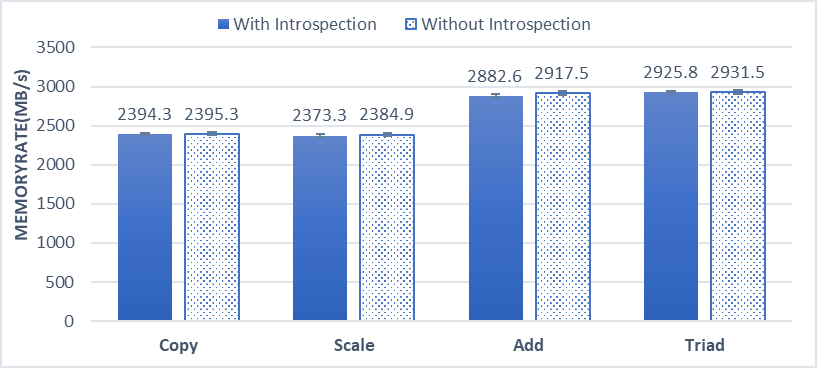 With Introspection Without Introspection
MEMORYRATE(MB/s)
3500
3000
2500
2000
1500
1000
500
0
2394.3 2395.3 2373.3 2384.9 2882.6 2917.5 2925.8 2931.5
Copy Scale Add Triad